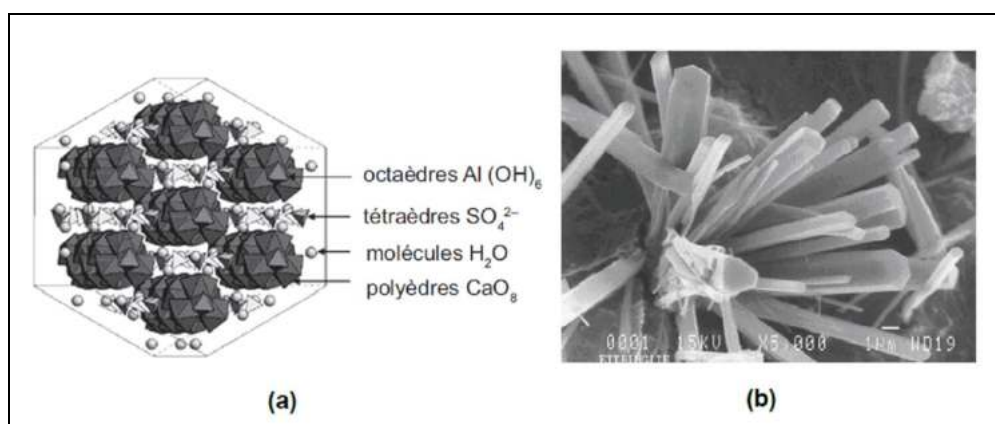 octaèdres Al (OH)₆
tétraèdres SO₄²⁻
molécules H₂O
polyèdres CaO₈
(a)
0001 15KV X5,000 1μm WD19
(b)